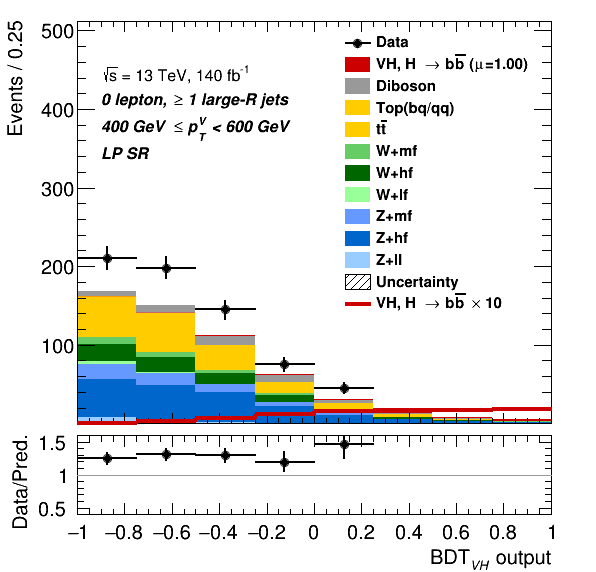 Events / 0.25
500
400
300
200
100
√s = 13 TeV, 140 fb⁻¹
0 lepton, ≥ 1 large-R jets
400 GeV ≤ p_T^V < 600 GeV
LP SR
Data
VH, H → bb̅ (μ=1.00)
Diboson
Top(bq/qq)
tt̅
W+mf
W+hf
W+lf
Z+mf
Z+hf
Z+ll
Uncertainty
VH, H → bb̅ × 10
Data/Pred.
1.5
1
0.5
−1 −0.8 −0.6 −0.4 −0.2 0 0.2 0.4 0.6 0.8 1
BDT_VH output